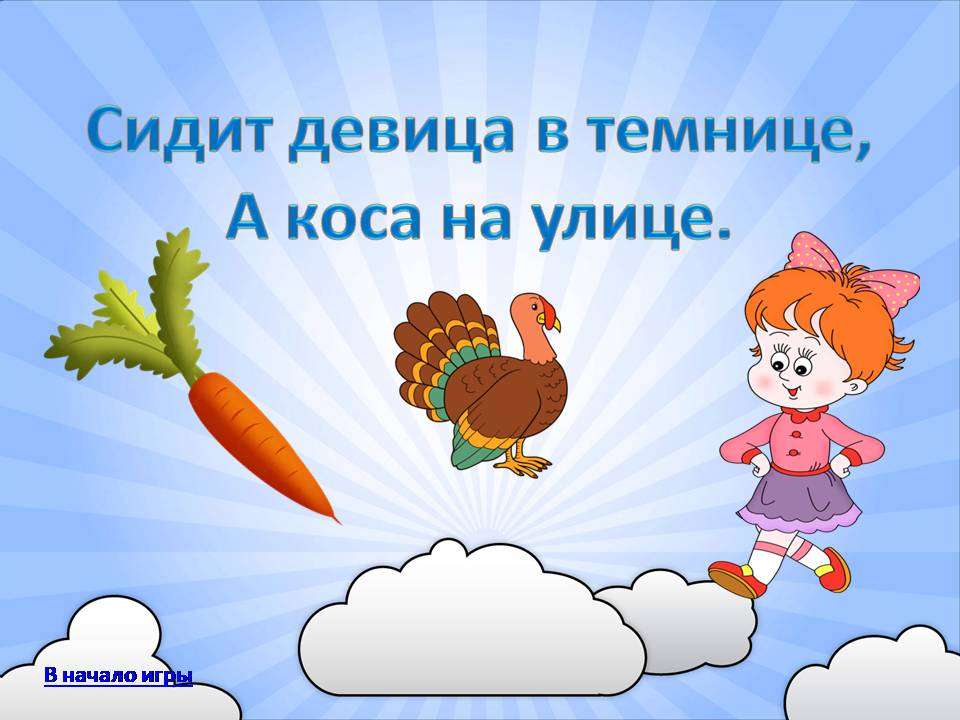 Сидит девица в темнице,
А коса на улице.
В начало игры